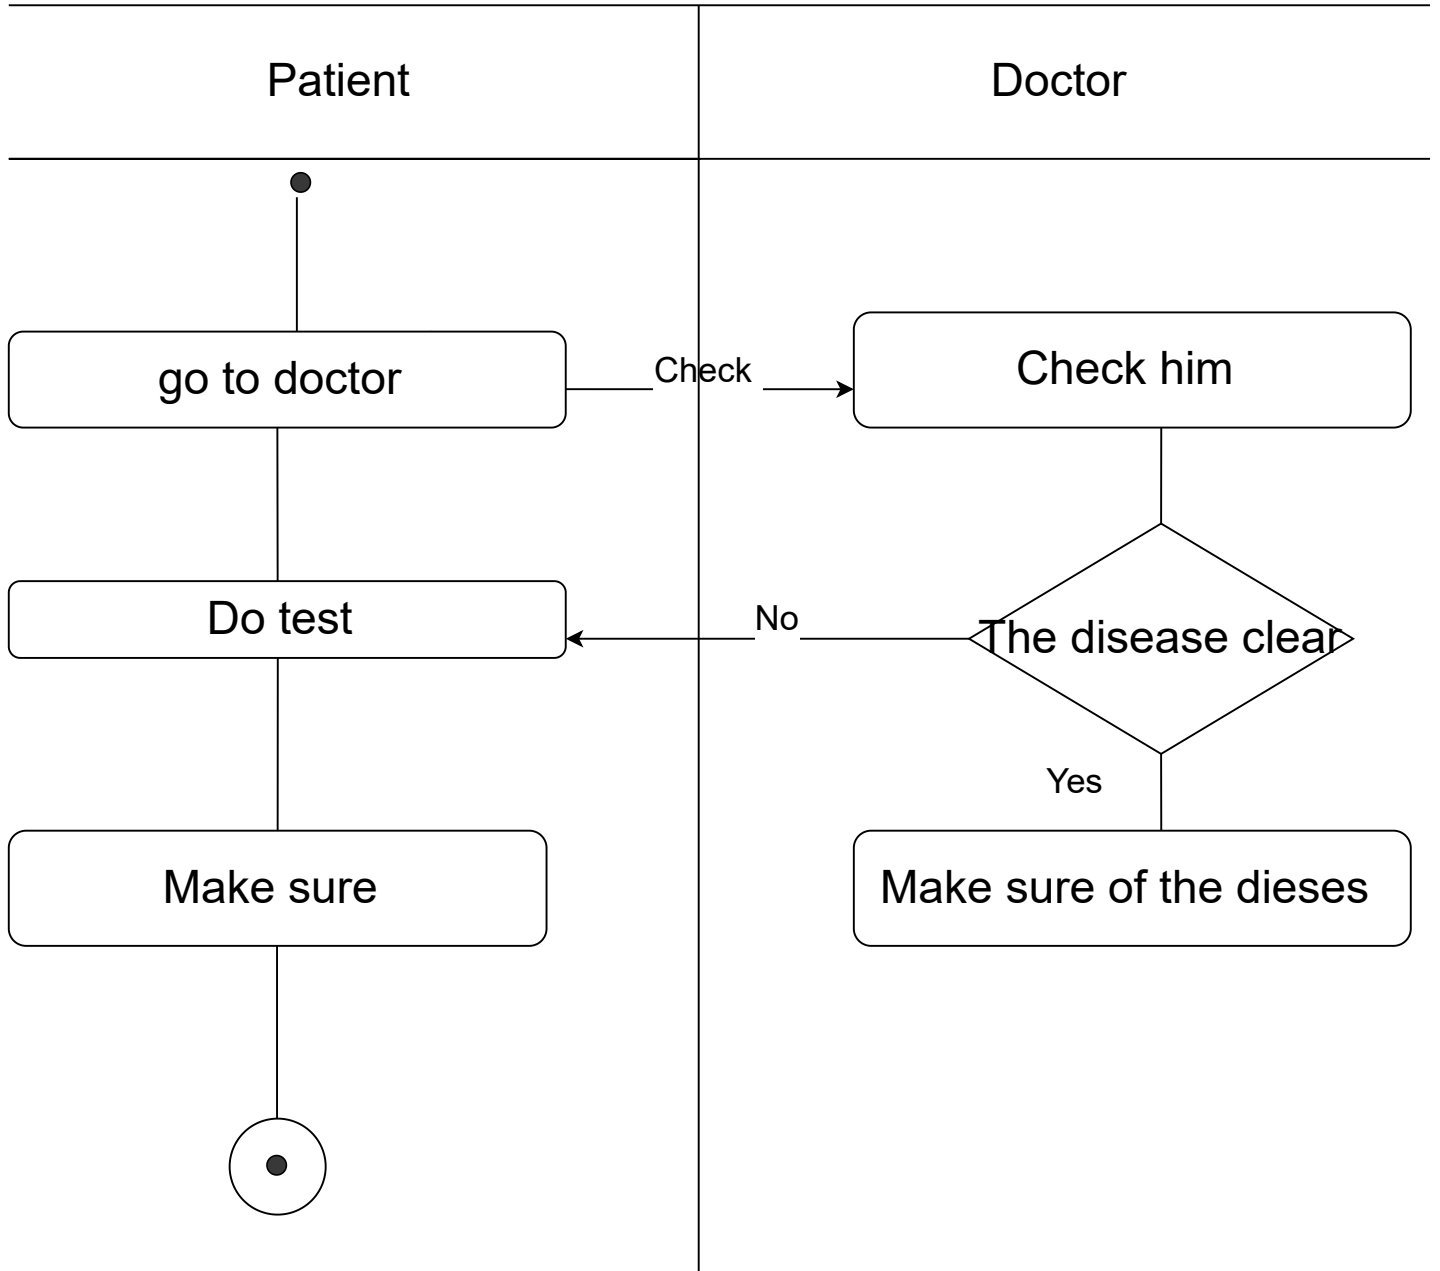 Patient
Doctor
go to doctor
Check
Check him
Do test
No
The disease clear
Yes
Make sure
Make sure of the dieses